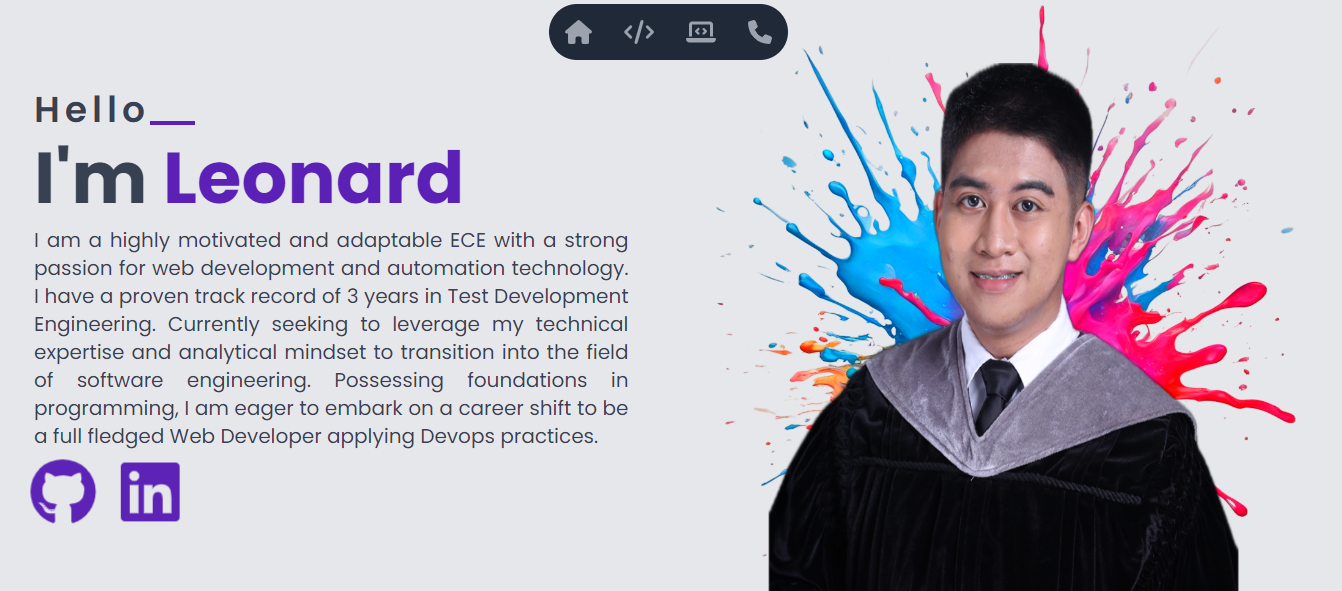 Hello__
I'm Leonard
I am a highly motivated and adaptable ECE with a strong
passion for web development and automation technology.
I have a proven track record of 3 years in Test Development
Engineering. Currently seeking to leverage my technical
expertise and analytical mindset to transition into the field
of software engineering. Possessing foundations in
programming, I am eager to embark on a career shift to be
a full fledged Web Developer applying Devops practices.
in